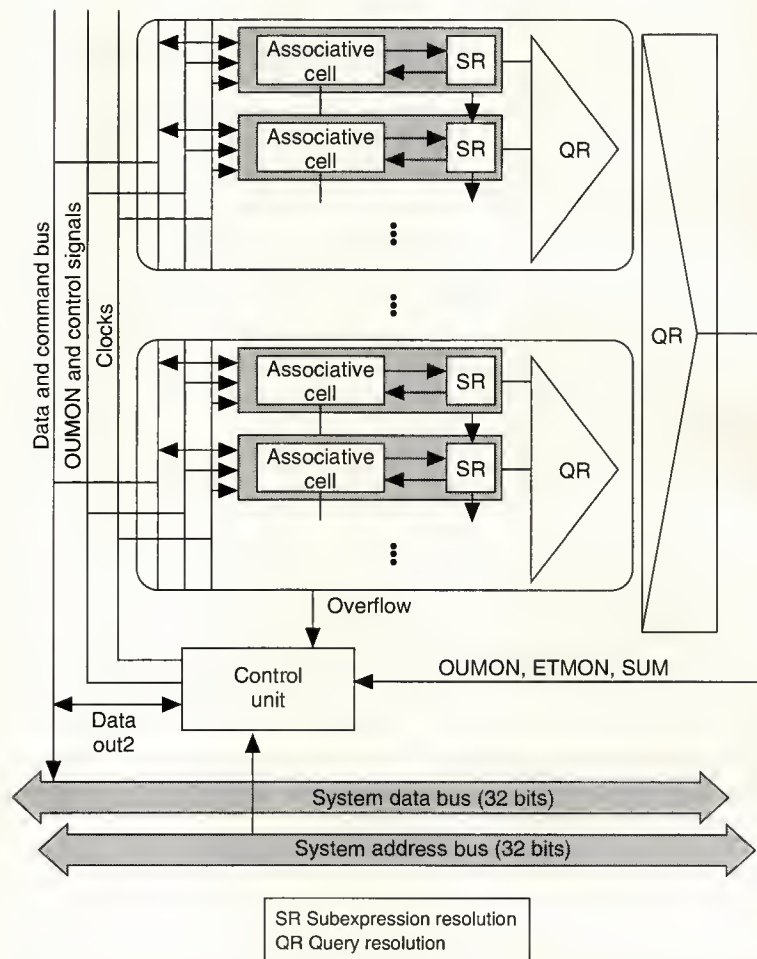 Associative
cell
SR
Associative
cell
SR
QR
Data and command bus
OUMON and control signals
Clocks
QR
Associative
cell
SR
Associative
cell
SR
QR
Overflow
Control
unit
OUMON, ETMON, SUM
Data
out2
System data bus (32 bits)
System address bus (32 bits)
SR Subexpression resolution
QR Query resolution